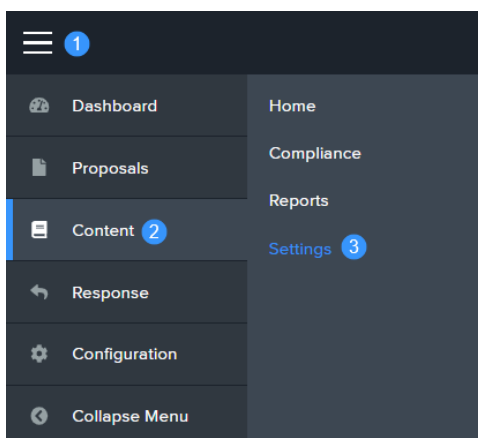 1
Dashboard
Proposals
Content 2
Response
Configuration
Collapse Menu
Home
Compliance
Reports
Settings 3